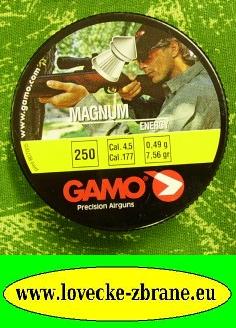 www.gamo.com
MAGNUM
ENERGY
250
Cal. 4,5
Cal. .177
0,49 g
7,56 gr
GAMO
Precision Airguns
www.lovecke-zbrane.eu